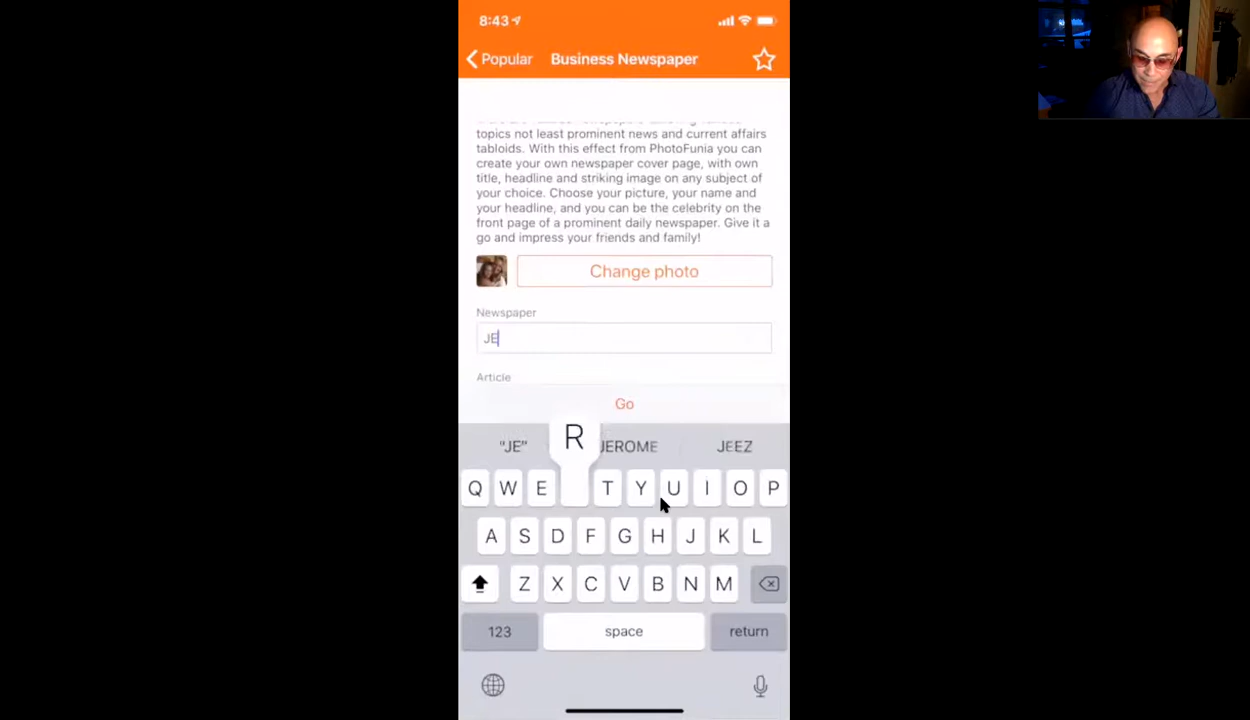 8:43
Popular
Business Newspaper
topics not least prominent news and current affairs
tabloids. With this effect from PhotoFunia you can
create your own newspaper cover page, with own
title, headline and striking image on any subject of
your choice. Choose your picture, your name and
your headline, and you can be the celebrity on the
front page of a prominent daily newspaper. Give it a
go and impress your friends and family!
Change photo
Newspaper
JE
Article
Go
"JE" JEROME JEEZ
R
Q W E T Y U I O P
A S D F G H J K L
Z X C V B N M
123 space return